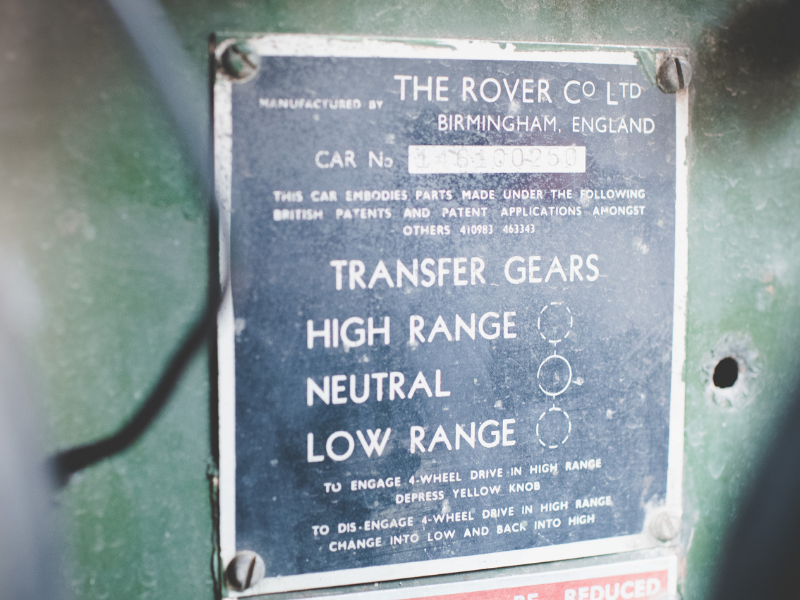 MANUFACTURED BY THE ROVER CO LTD
BIRMINGHAM, ENGLAND
CAR No 146100250
THIS CAR EMBODIES PARTS MADE UNDER THE FOLLOWING
BRITISH PATENTS AND PATENT APPLICATIONS AMONGST
OTHERS 410983 463343
TRANSFER GEARS
HIGH RANGE
NEUTRAL
LOW RANGE
TO ENGAGE 4-WHEEL DRIVE IN HIGH RANGE
DEPRESS YELLOW KNOB
TO DIS-ENGAGE 4-WHEEL DRIVE IN HIGH RANGE
CHANGE INTO LOW AND BACK INTO HIGH
BE REDUCED